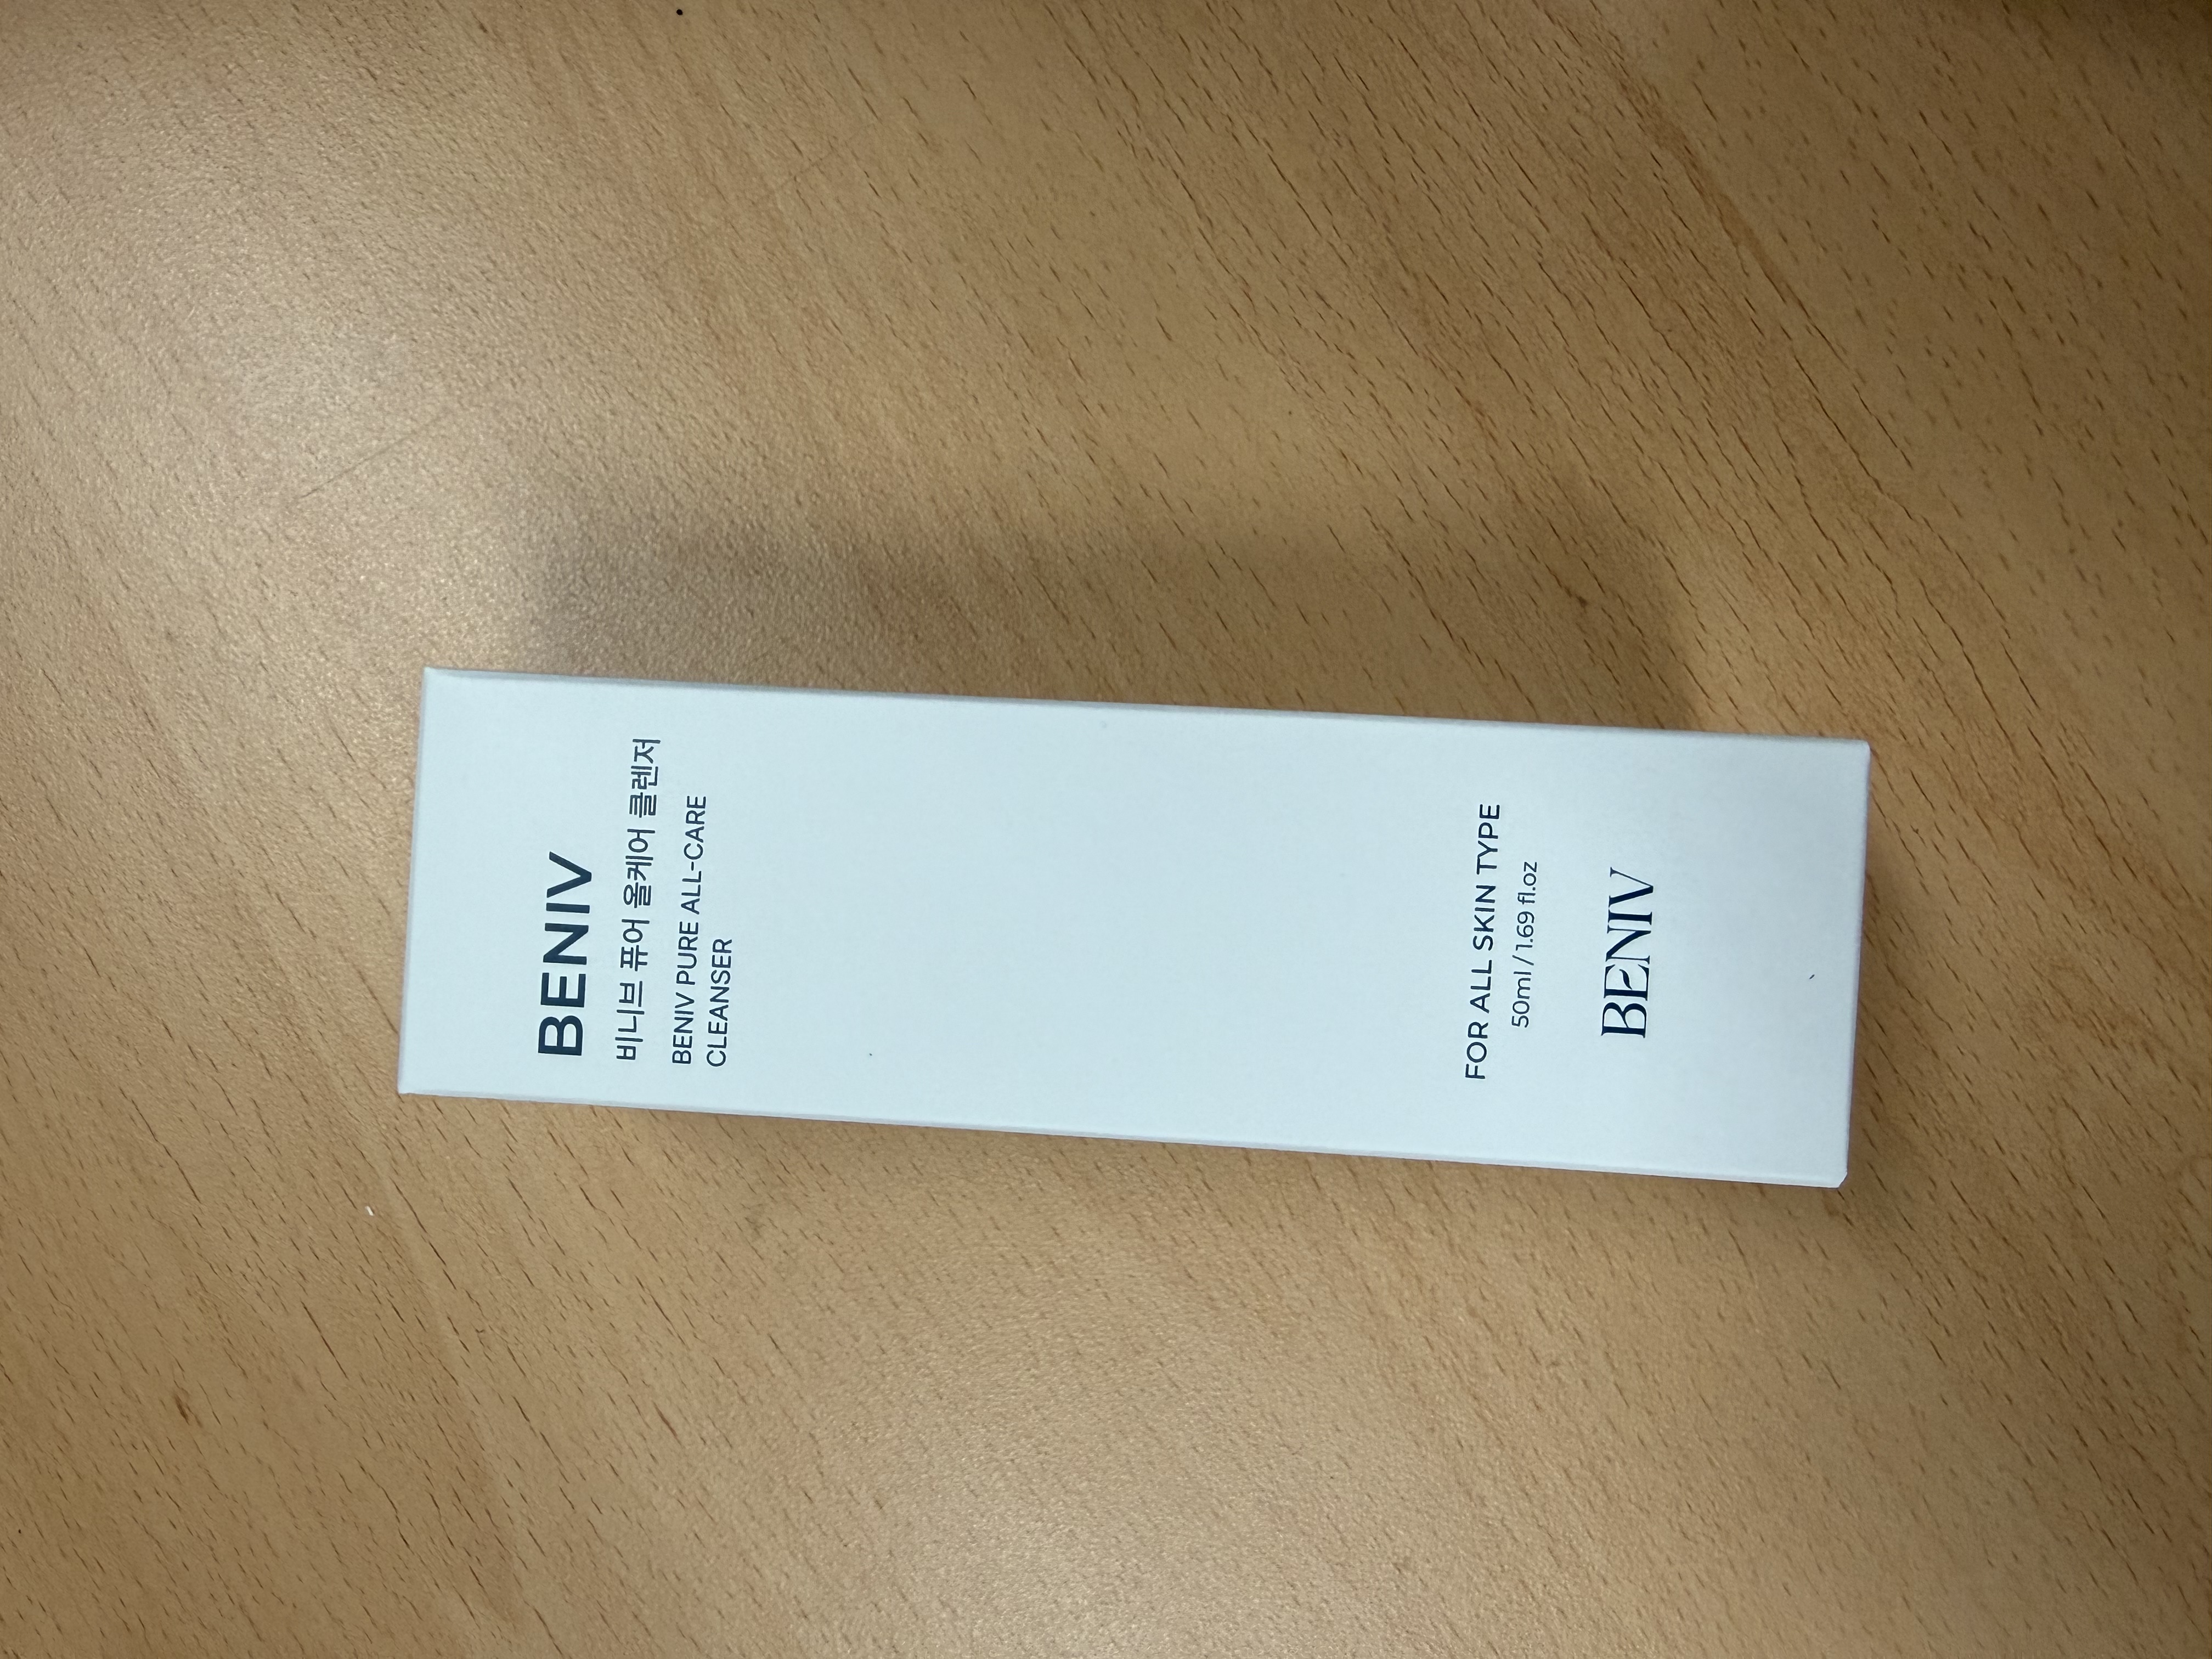 BENIV
비니브 퓨어 올케어 클렌저
BENIV PURE ALL-CARE
CLEANSER
FOR ALL SKIN TYPE
50ml / 1.69 fl.oz
BENIV